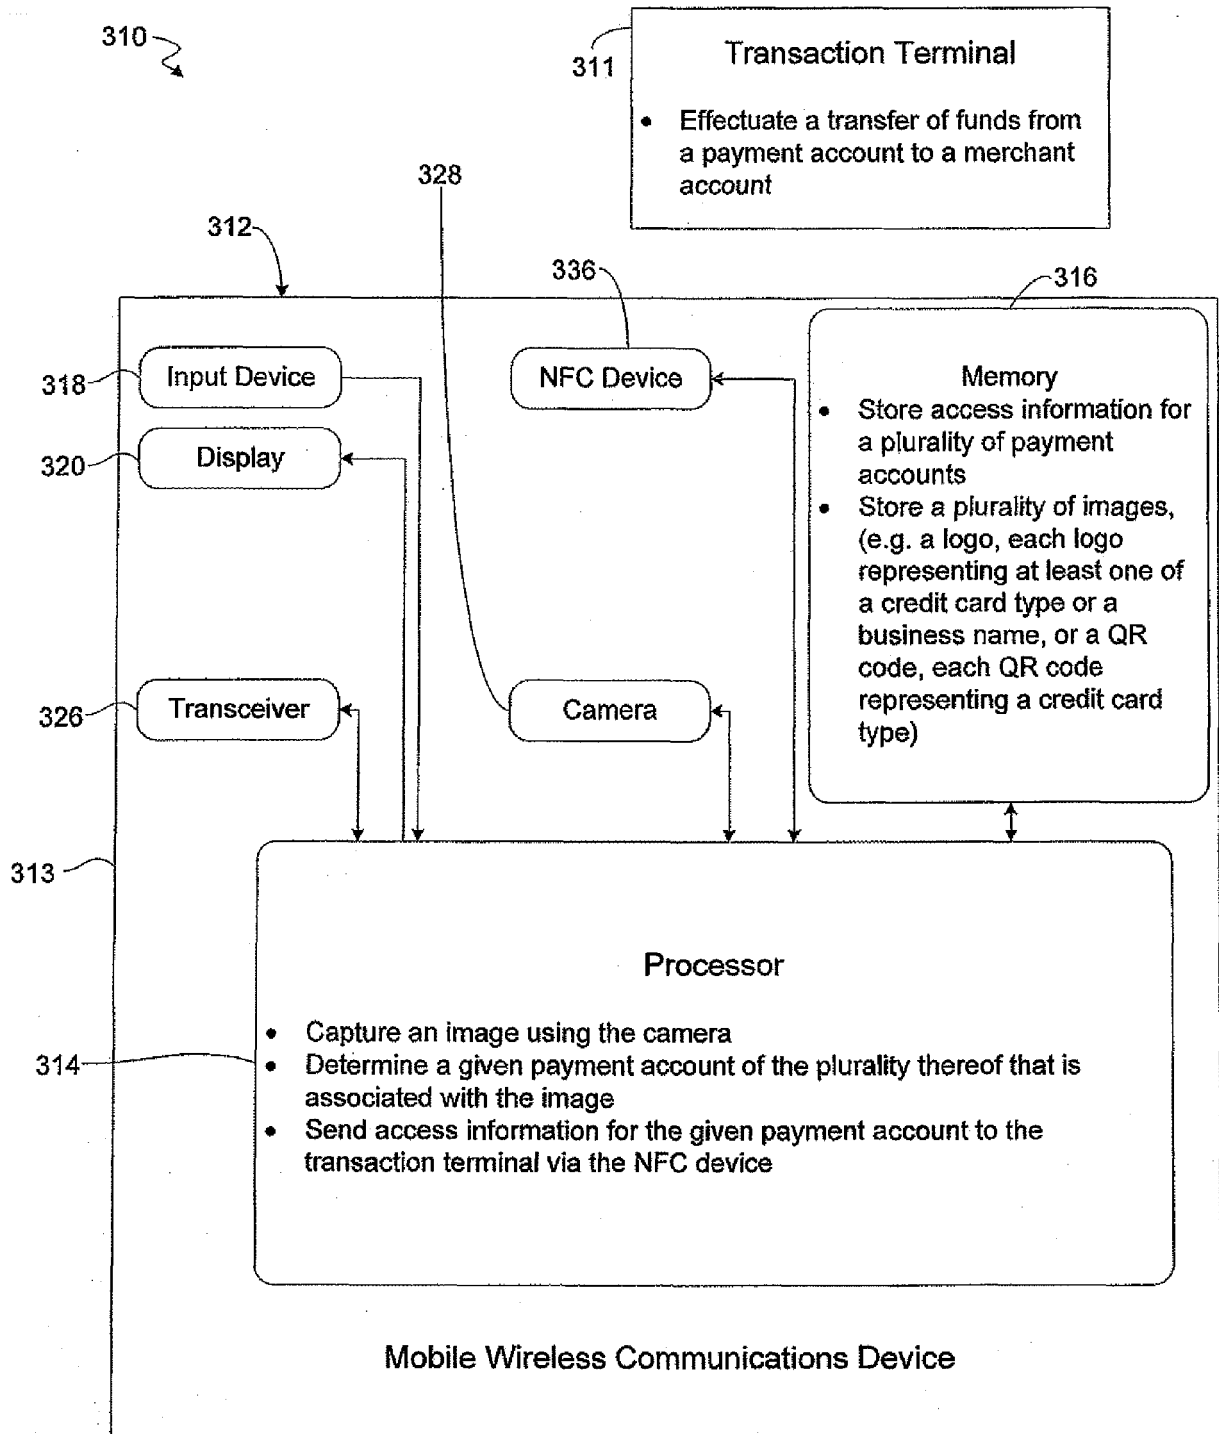 310
311
Transaction Terminal
• Effectuate a transfer of funds from
a payment account to a merchant
account
328
312
336
316
318
Input Device
NFC Device
Memory
• Store access information for
a plurality of payment
accounts
• Store a plurality of images,
(e.g. a logo, each logo
representing at least one of
a credit card type or a
business name, or a QR
code, each QR code
representing a credit card
type)
320
Display
326
Transceiver
Camera
313
Processor
• Capture an image using the camera
• Determine a given payment account of the plurality thereof that is
associated with the image
• Send access information for the given payment account to the
transaction terminal via the NFC device
314
Mobile Wireless Communications Device